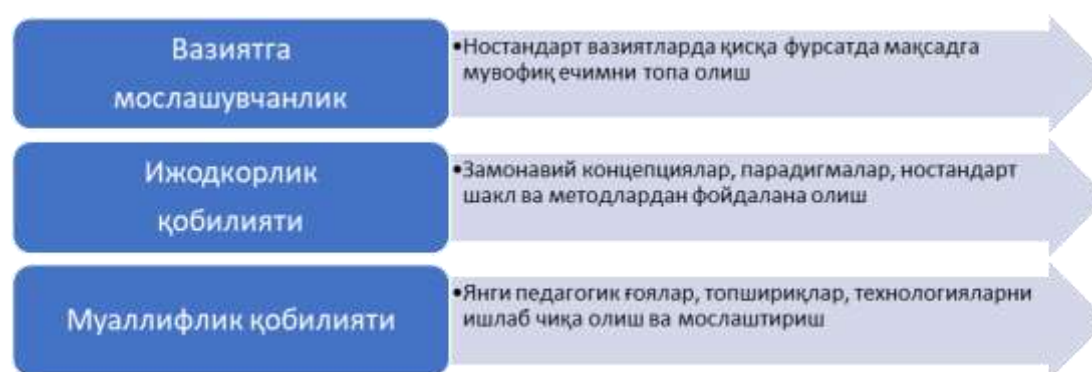 Вазиятга
мослашувчанлик
•Ностандарт вазиятларда қисқа фурсатда мақсадга
мувофиқ ечимни топа олиш
Ижодкорлик
қобилияти
•Замонавий концепциялар, парадигмалар, ностандарт
шакл ва методлардан фойдалана олиш
Муаллифлик қобилияти
•Янги педагогик ғоялар, топшириқлар, технологияларни
ишлаб чиқа олиш ва мослаштириш